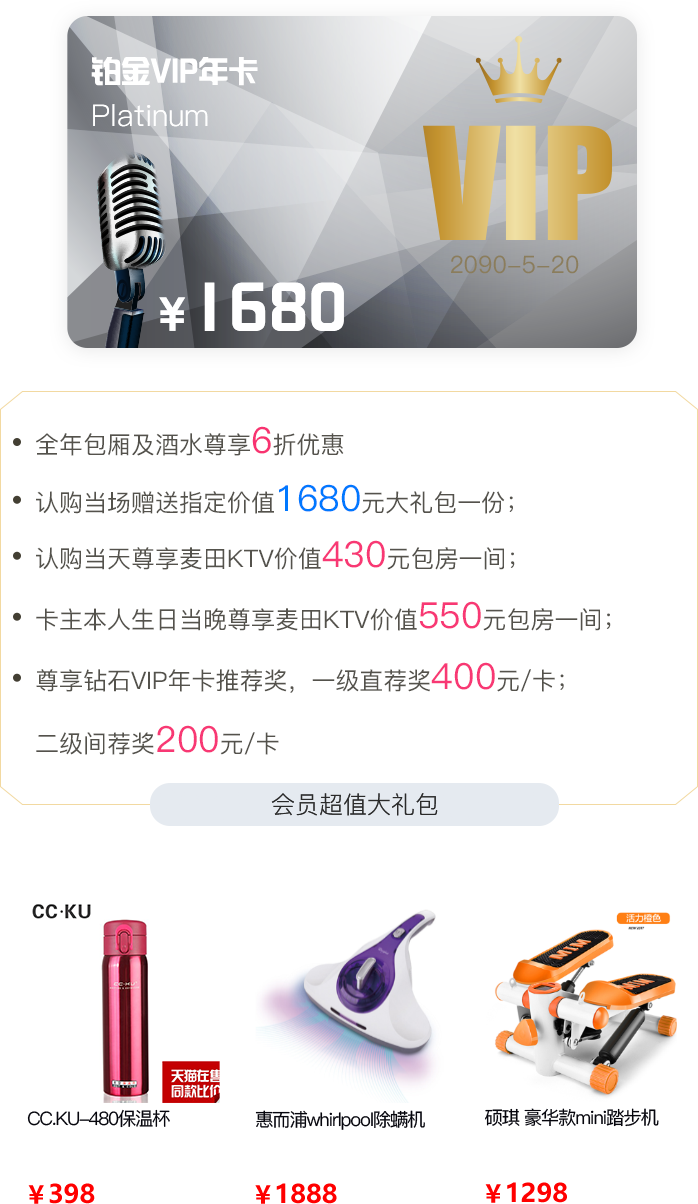 铂金VIP年卡
Platinum
VIP
2090-5-20
¥1680
全年包厢及酒水尊享6折优惠
认购当场赠送指定价值1680元大礼包一份；
认购当天尊享麦田KTV价值430元包房一间；
卡主本人生日当晚尊享麦田KTV价值550元包房一间；
尊享钻石VIP年卡推荐奖，一级直荐奖400元/卡；
二级间荐奖200元/卡
会员超值大礼包
CC·KU
活力橙色
MTM
CC·KU
天猫在售
同款比价
CC.KU-480保温杯
惠而浦whirlpool除螨机
硕琪 豪华款mini踏步机
¥398
¥1888
¥1298